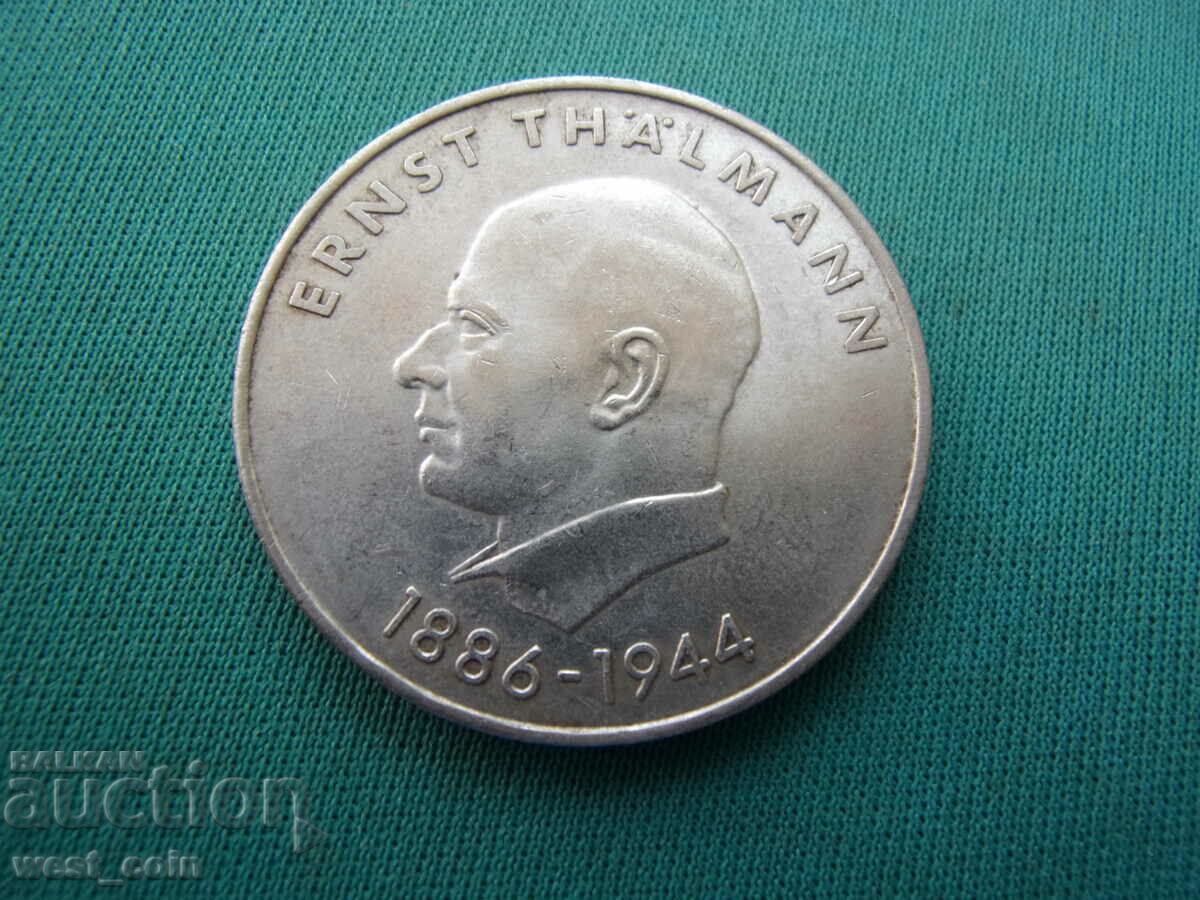 ERNST THÄLMANN
1886-1944
BALKAN
auction
west_coin